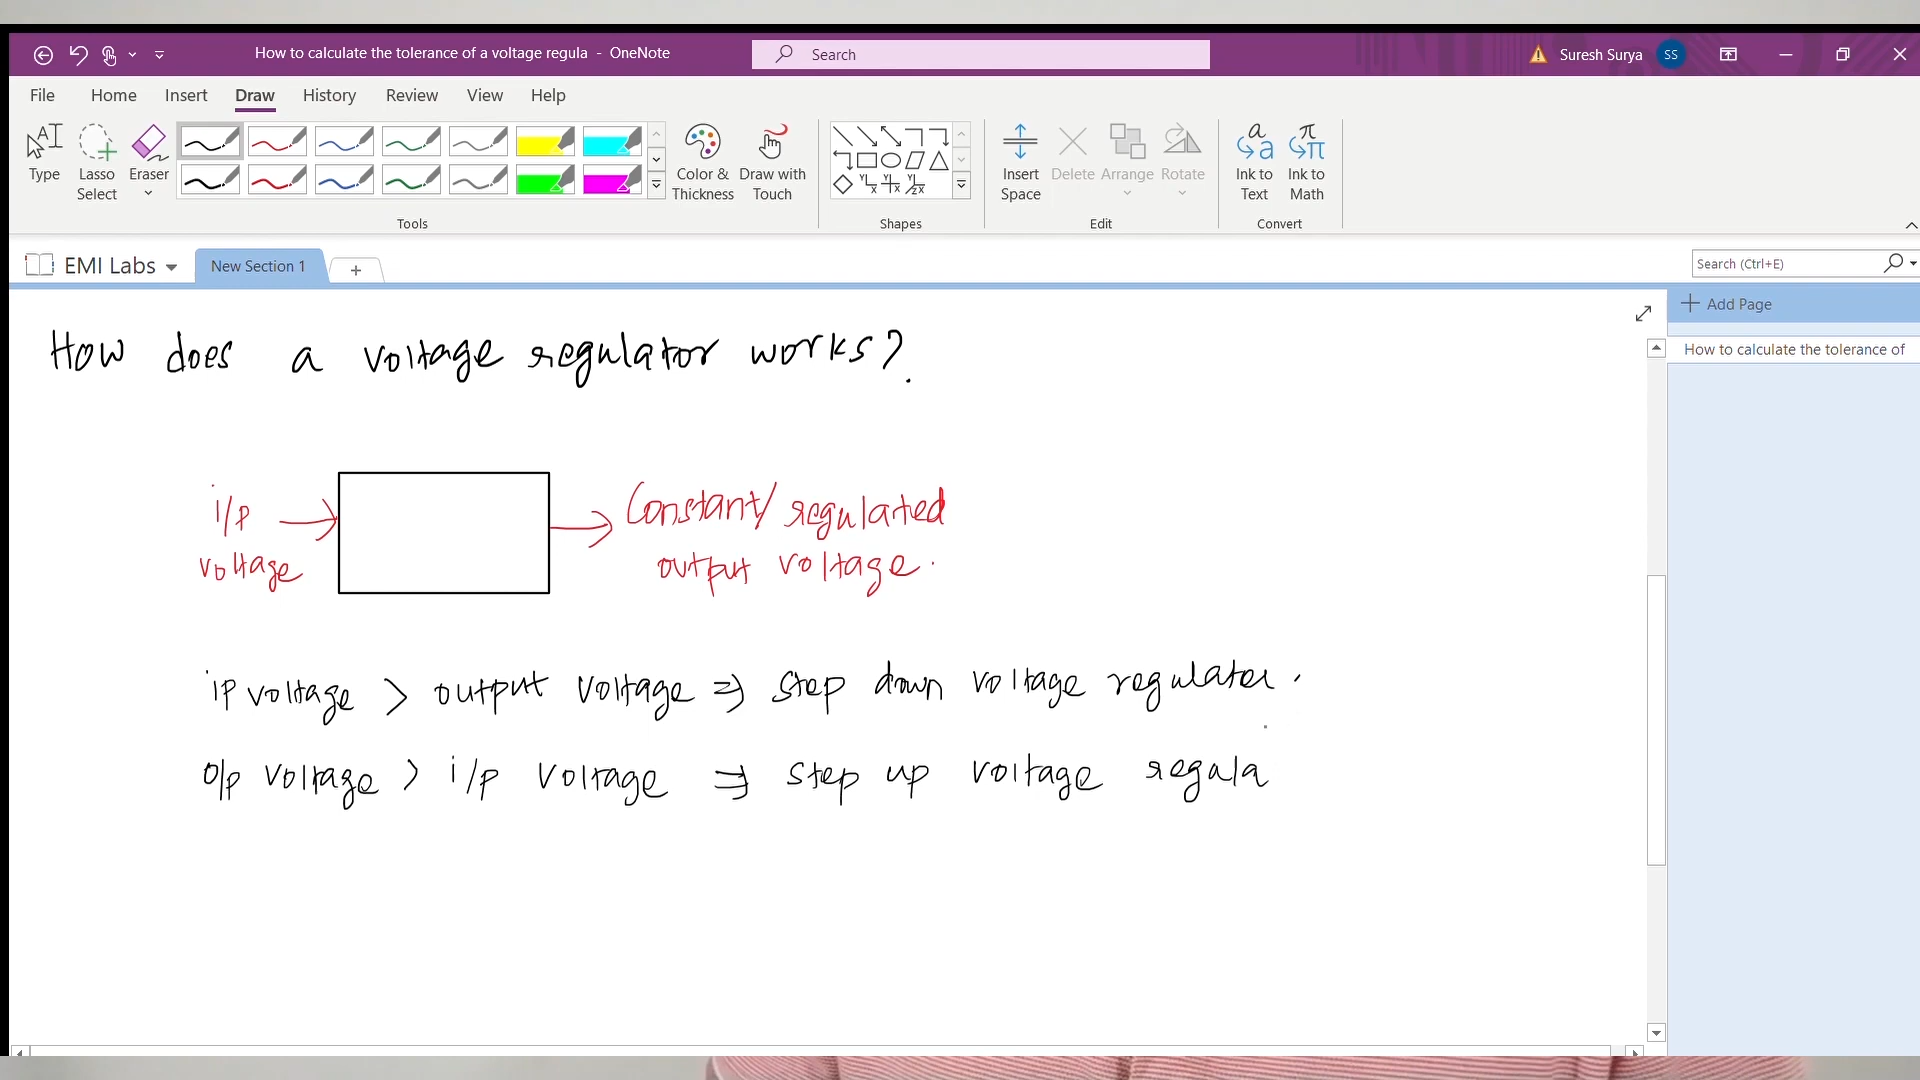 How to calculate the tolerance of a voltage regula - OneNote
Search
Suresh Surya SS
File Home Insert Draw History Review View Help
Type
Lasso Select
Eraser
Color & Thickness
Draw with Touch
Insert Space
Delete
Arrange
Rotate
a a Ink to Text
π π Ink to Math
Tools Shapes Edit Convert
EMI Labs New Section 1 +
Search (Ctrl+E)
Add Page
How to calculate the tolerance of
How does a voltage regulator works?
i/p
voltage
Constant/regulated
output voltage.
ip voltage > output voltage ⇒ step down voltage regulater.
o/p voltage > i/p voltage ⇒ step up voltage regula